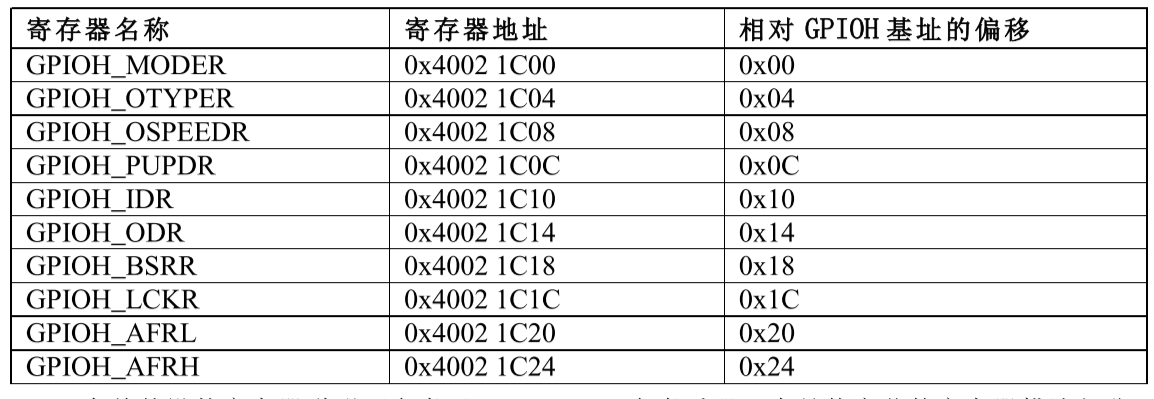 寄存器名称 寄存器地址 相对 GPIOH 基址的偏移
GPIOH_MODER 0x4002 1C00 0x00
GPIOH_OTYPER 0x4002 1C04 0x04
GPIOH_OSPEEDR 0x4002 1C08 0x08
GPIOH_PUPDR 0x4002 1C0C 0x0C
GPIOH_IDR 0x4002 1C10 0x10
GPIOH_ODR 0x4002 1C14 0x14
GPIOH_BSRR 0x4002 1C18 0x18
GPIOH_LCKR 0x4002 1C1C 0x1C
GPIOH_AFRL 0x4002 1C20 0x20
GPIOH_AFRH 0x4002 1C24 0x24